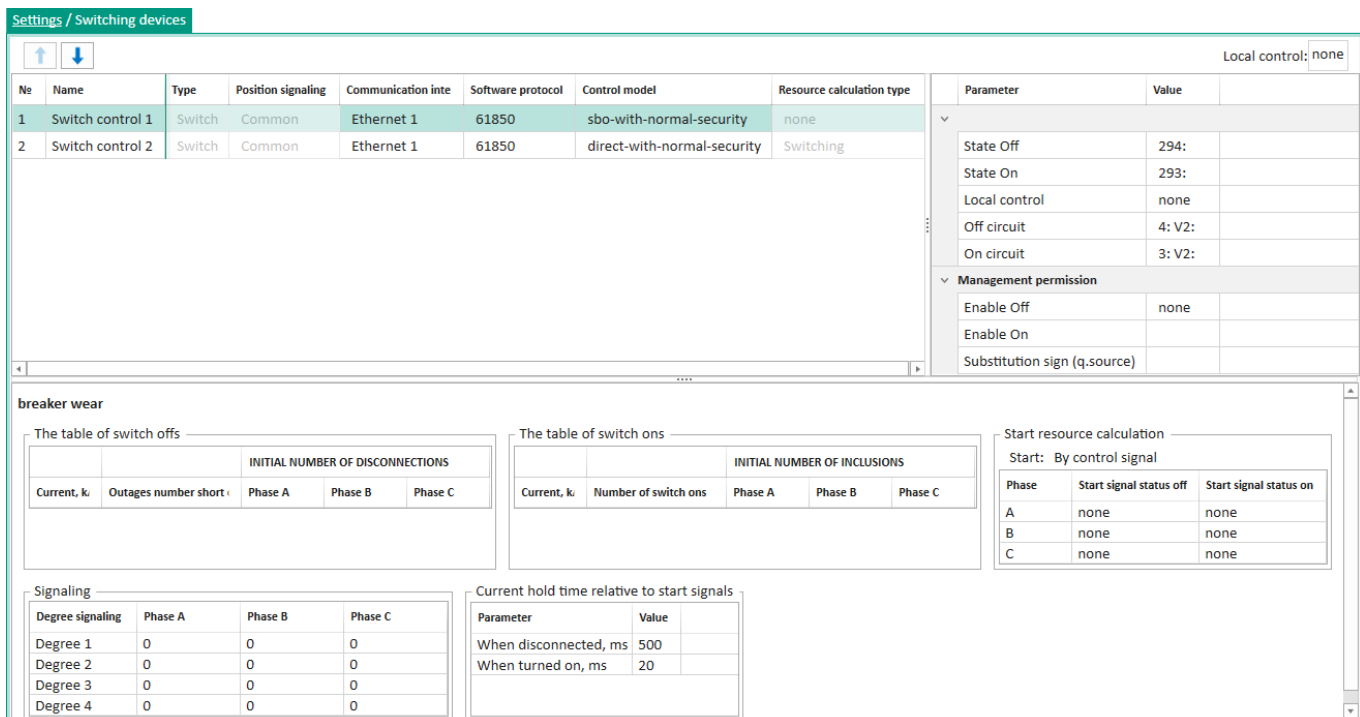 Settings / Switching devices
Local control: none
№ Name Type Position signaling Communication inte Software protocol Control model Resource calculation type
1 Switch control 1 Switch Common Ethernet 1 61850 sbo-with-normal-security none
2 Switch control 2 Switch Common Ethernet 1 61850 direct-with-normal-security Switching
Parameter Value
State Off 294:
State On 293:
Local control none
Off circuit 4: V2:
On circuit 3: V2:
Management permission
Enable Off none
Enable On
Substitution sign (q.source)
breaker wear
The table of switch offs
INITIAL NUMBER OF DISCONNECTIONS
Current, k Outages number short Phase A Phase B Phase C
The table of switch ons
INITIAL NUMBER OF INCLUSIONS
Current, k Number of switch ons Phase A Phase B Phase C
Start resource calculation
Start: By control signal
Phase Start signal status off Start signal status on
A none none
B none none
C none none
Signaling
Degree signaling Phase A Phase B Phase C
Degree 1 0 0 0
Degree 2 0 0 0
Degree 3 0 0 0
Degree 4 0 0 0
Current hold time relative to start signals
Parameter Value
When disconnected, ms 500
When turned on, ms 20